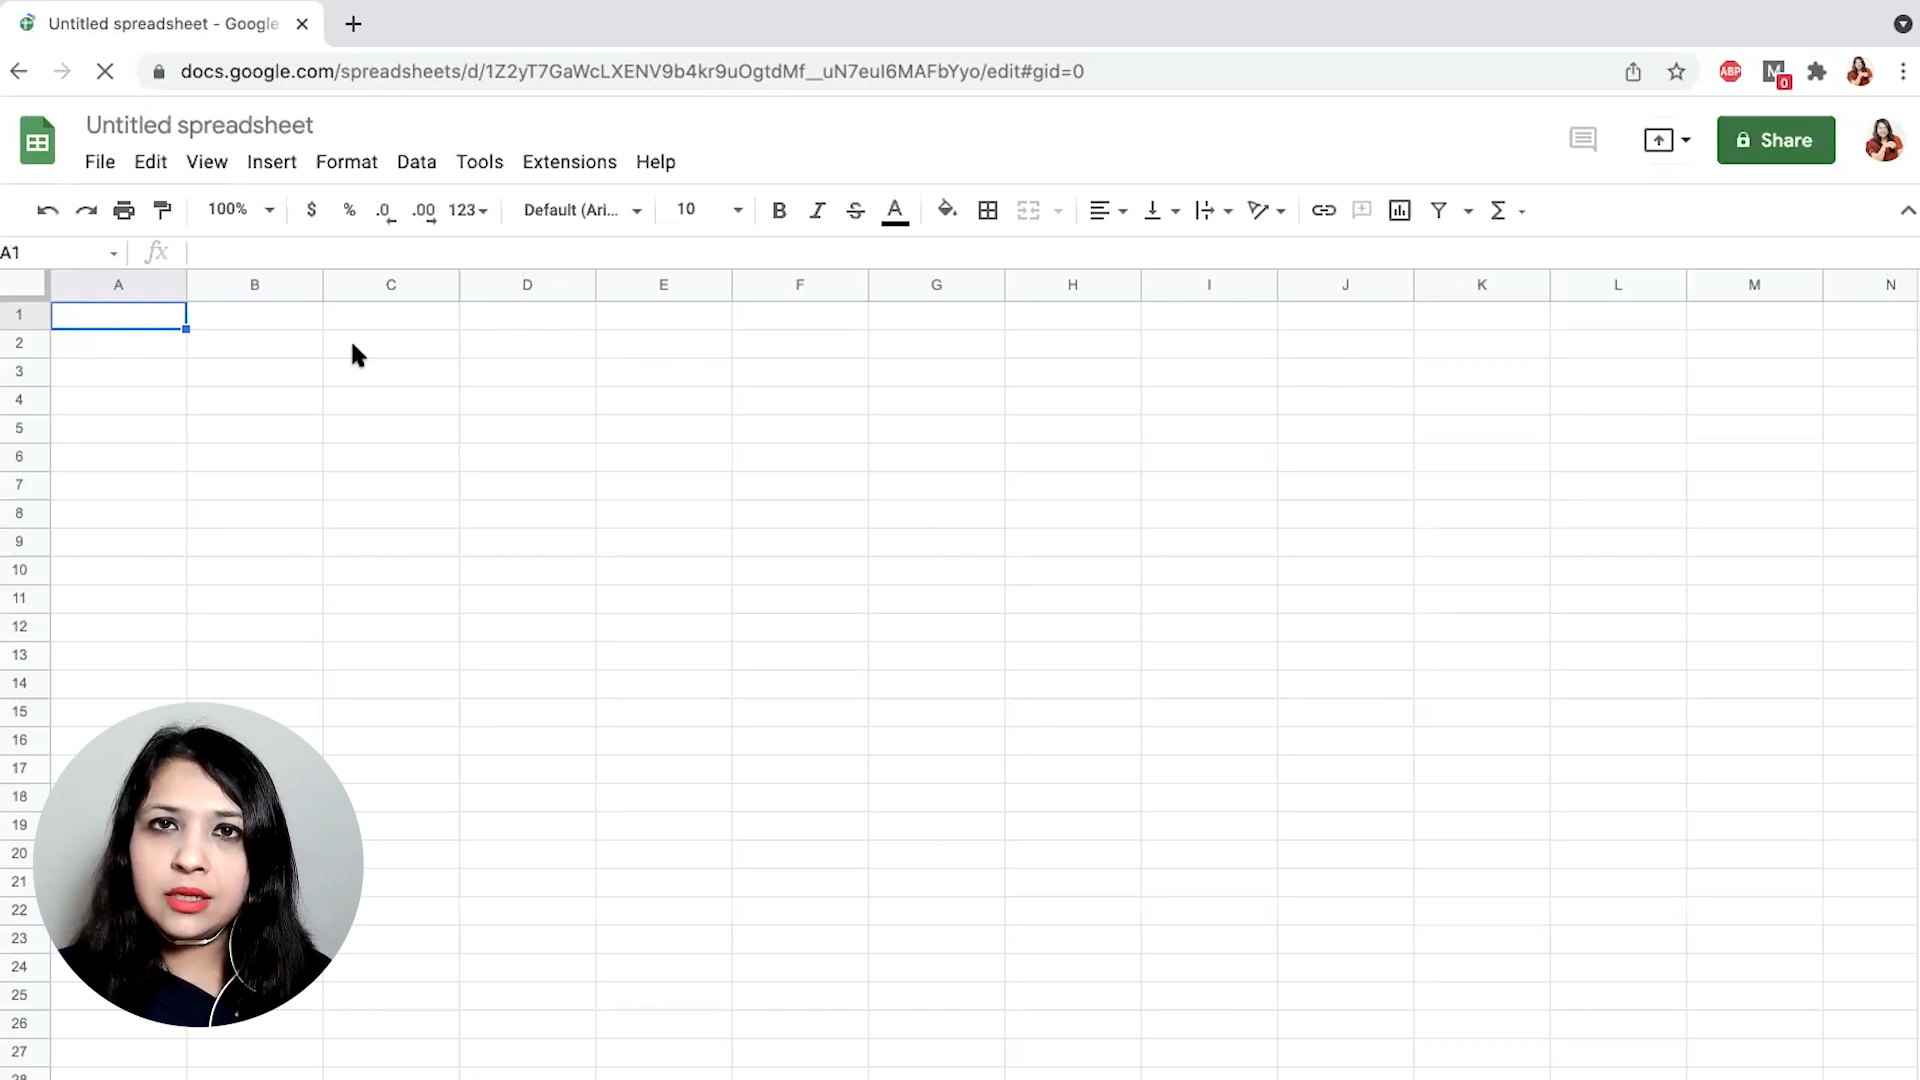 Untitled spreadsheet - Google
docs.google.com/spreadsheets/d/1Z2yT7GaWcLXENV9b4kr9uOgtdMf__uN7euI6MAFbYyo/edit#gid=0
ABP
M
0
Untitled spreadsheet
File Edit View Insert Format Data Tools Extensions Help
Share
100% $ % .0 .00 123 Default (Ari... 10 B I S A Σ
A1 fx
A B C D E F G H I J K L M N
1
2
3
4
5
6
7
8
9
10
11
12
13
14
15
16
17
18
19
20
21
22
23
24
25
26
27
28